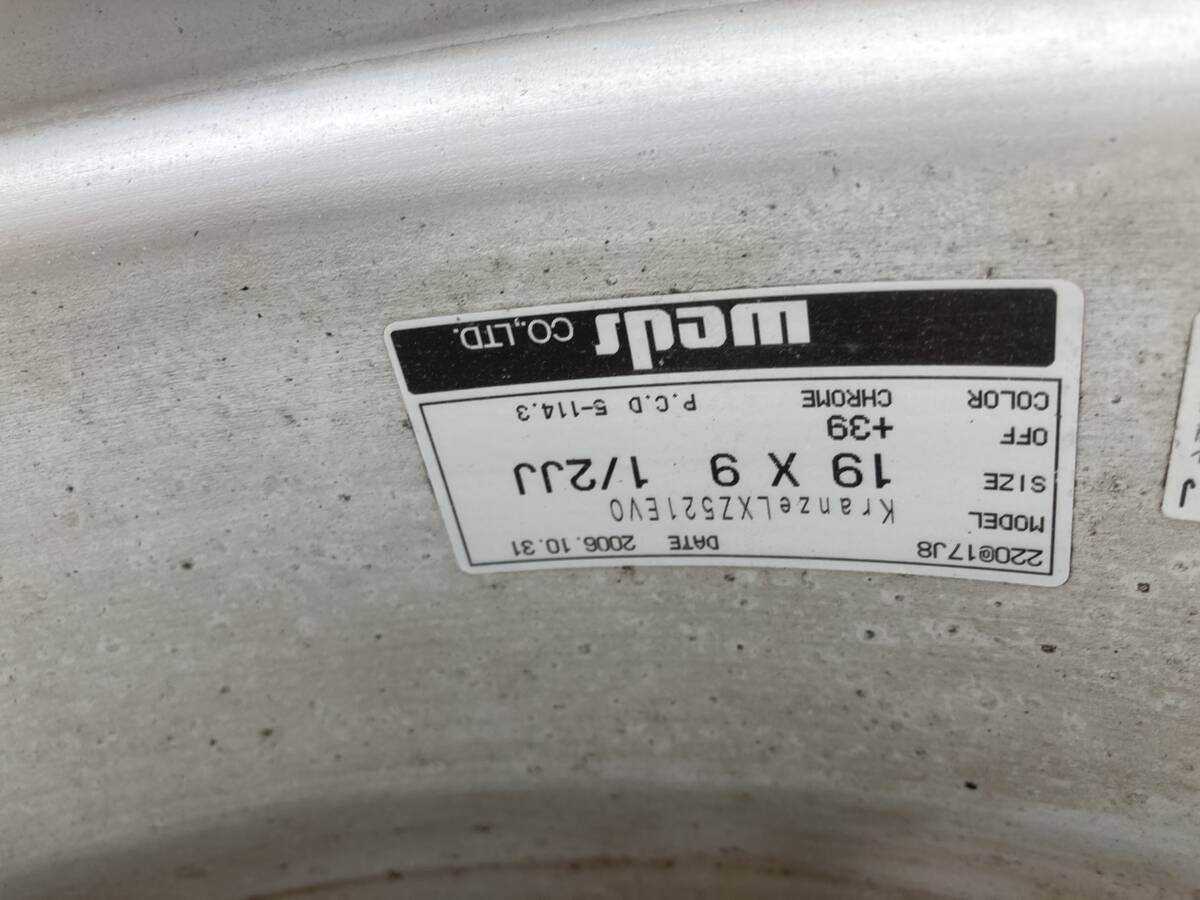 220@17J8 DATE 2006.10.31
MODEL KranzeLXZ521EVO
SIZE 19 X 9 1/2JJ
OFF +39
COLOR CHROME P.C.D 5-114.3
weds CO.,LTD.
J